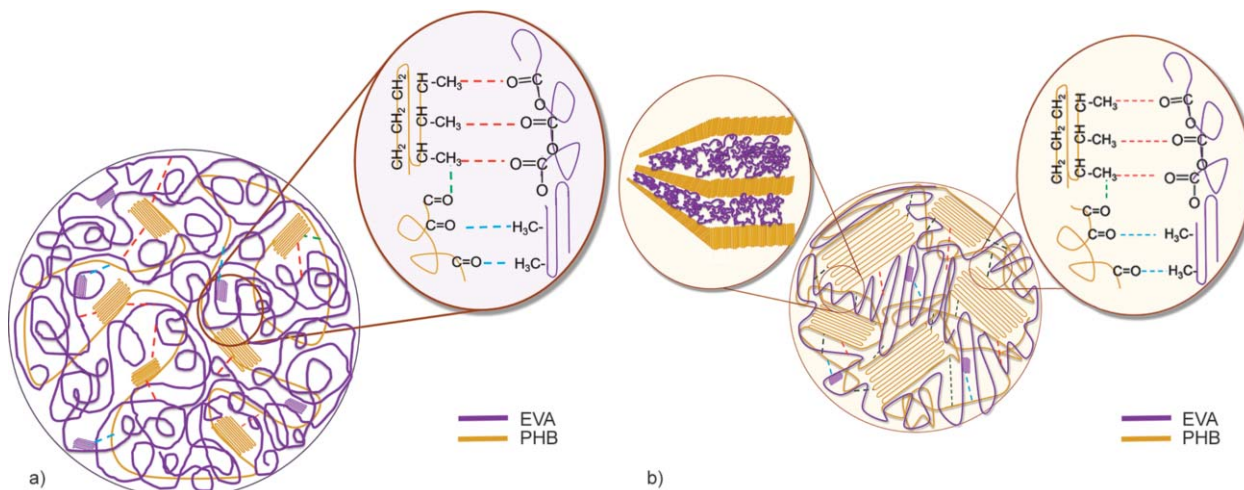 CH₂ CH₂ CH₂
CH CH CH
-CH₃
-CH₃
-CH₃
O=C
O
O=C
O
O=C
O
C=O
C=O
C=O
H₃C-
H₃C-
EVA
PHB
a)
CH₂ CH₂ CH₂
CH CH CH
-CH₃
-CH₃
-CH₃
O=C
O
O=C
O
O=C
O
C=O
C=O
C=O
H₃C-
H₃C-
EVA
PHB
b)